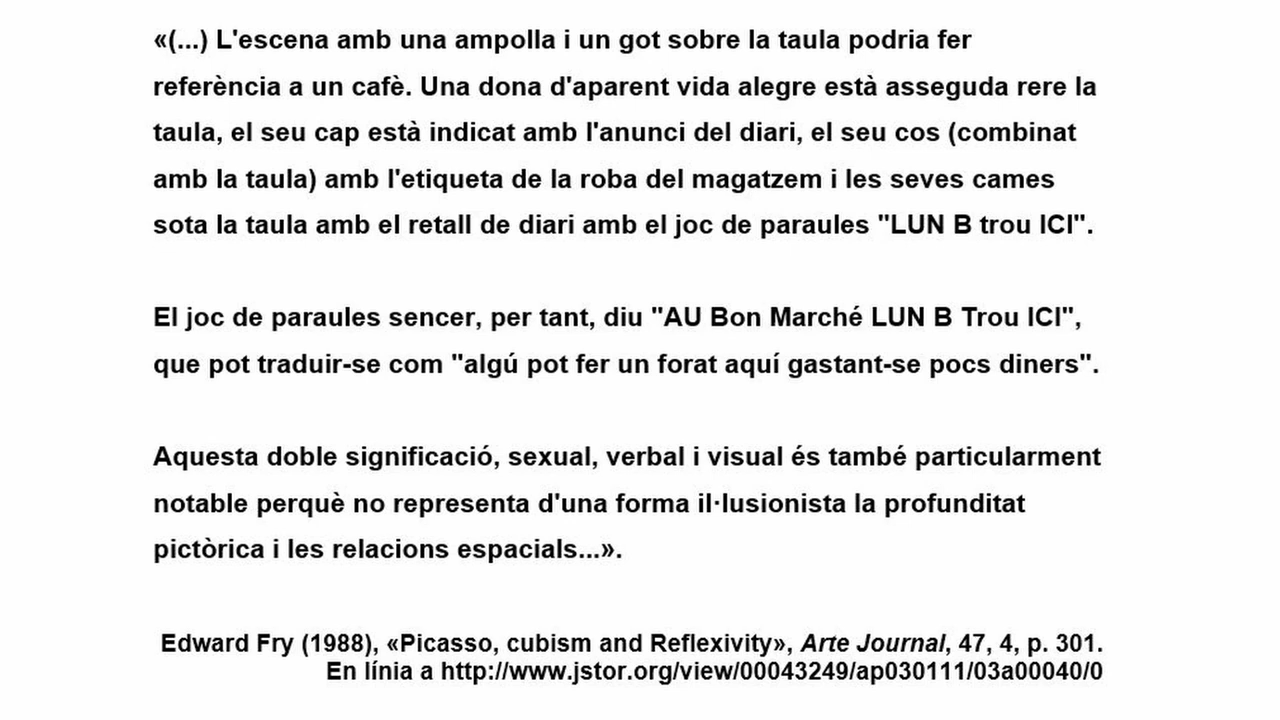 «(...) L'escena amb una ampolla i un got sobre la taula podria fer
referència a un cafè. Una dona d'aparent vida alegre està asseguda rere la
taula, el seu cap està indicat amb l'anunci del diari, el seu cos (combinat
amb la taula) amb l'etiqueta de la roba del magatzem i les seves cames
sota la taula amb el retall de diari amb el joc de paraules "LUN B trou ICI".
El joc de paraules sencer, per tant, diu "AU Bon Marché LUN B Trou ICI",
que pot traduir-se com "algú pot fer un forat aquí gastant-se pocs diners".
Aquesta doble significació, sexual, verbal i visual és també particularment
notable perquè no representa d'una forma il·lusionista la profunditat
pictòrica i les relacions espacials...».
Edward Fry (1988), «Picasso, cubism and Reflexivity», Arte Journal, 47, 4, p. 301.
En línia a http://www.jstor.org/view/00043249/ap030111/03a00040/0